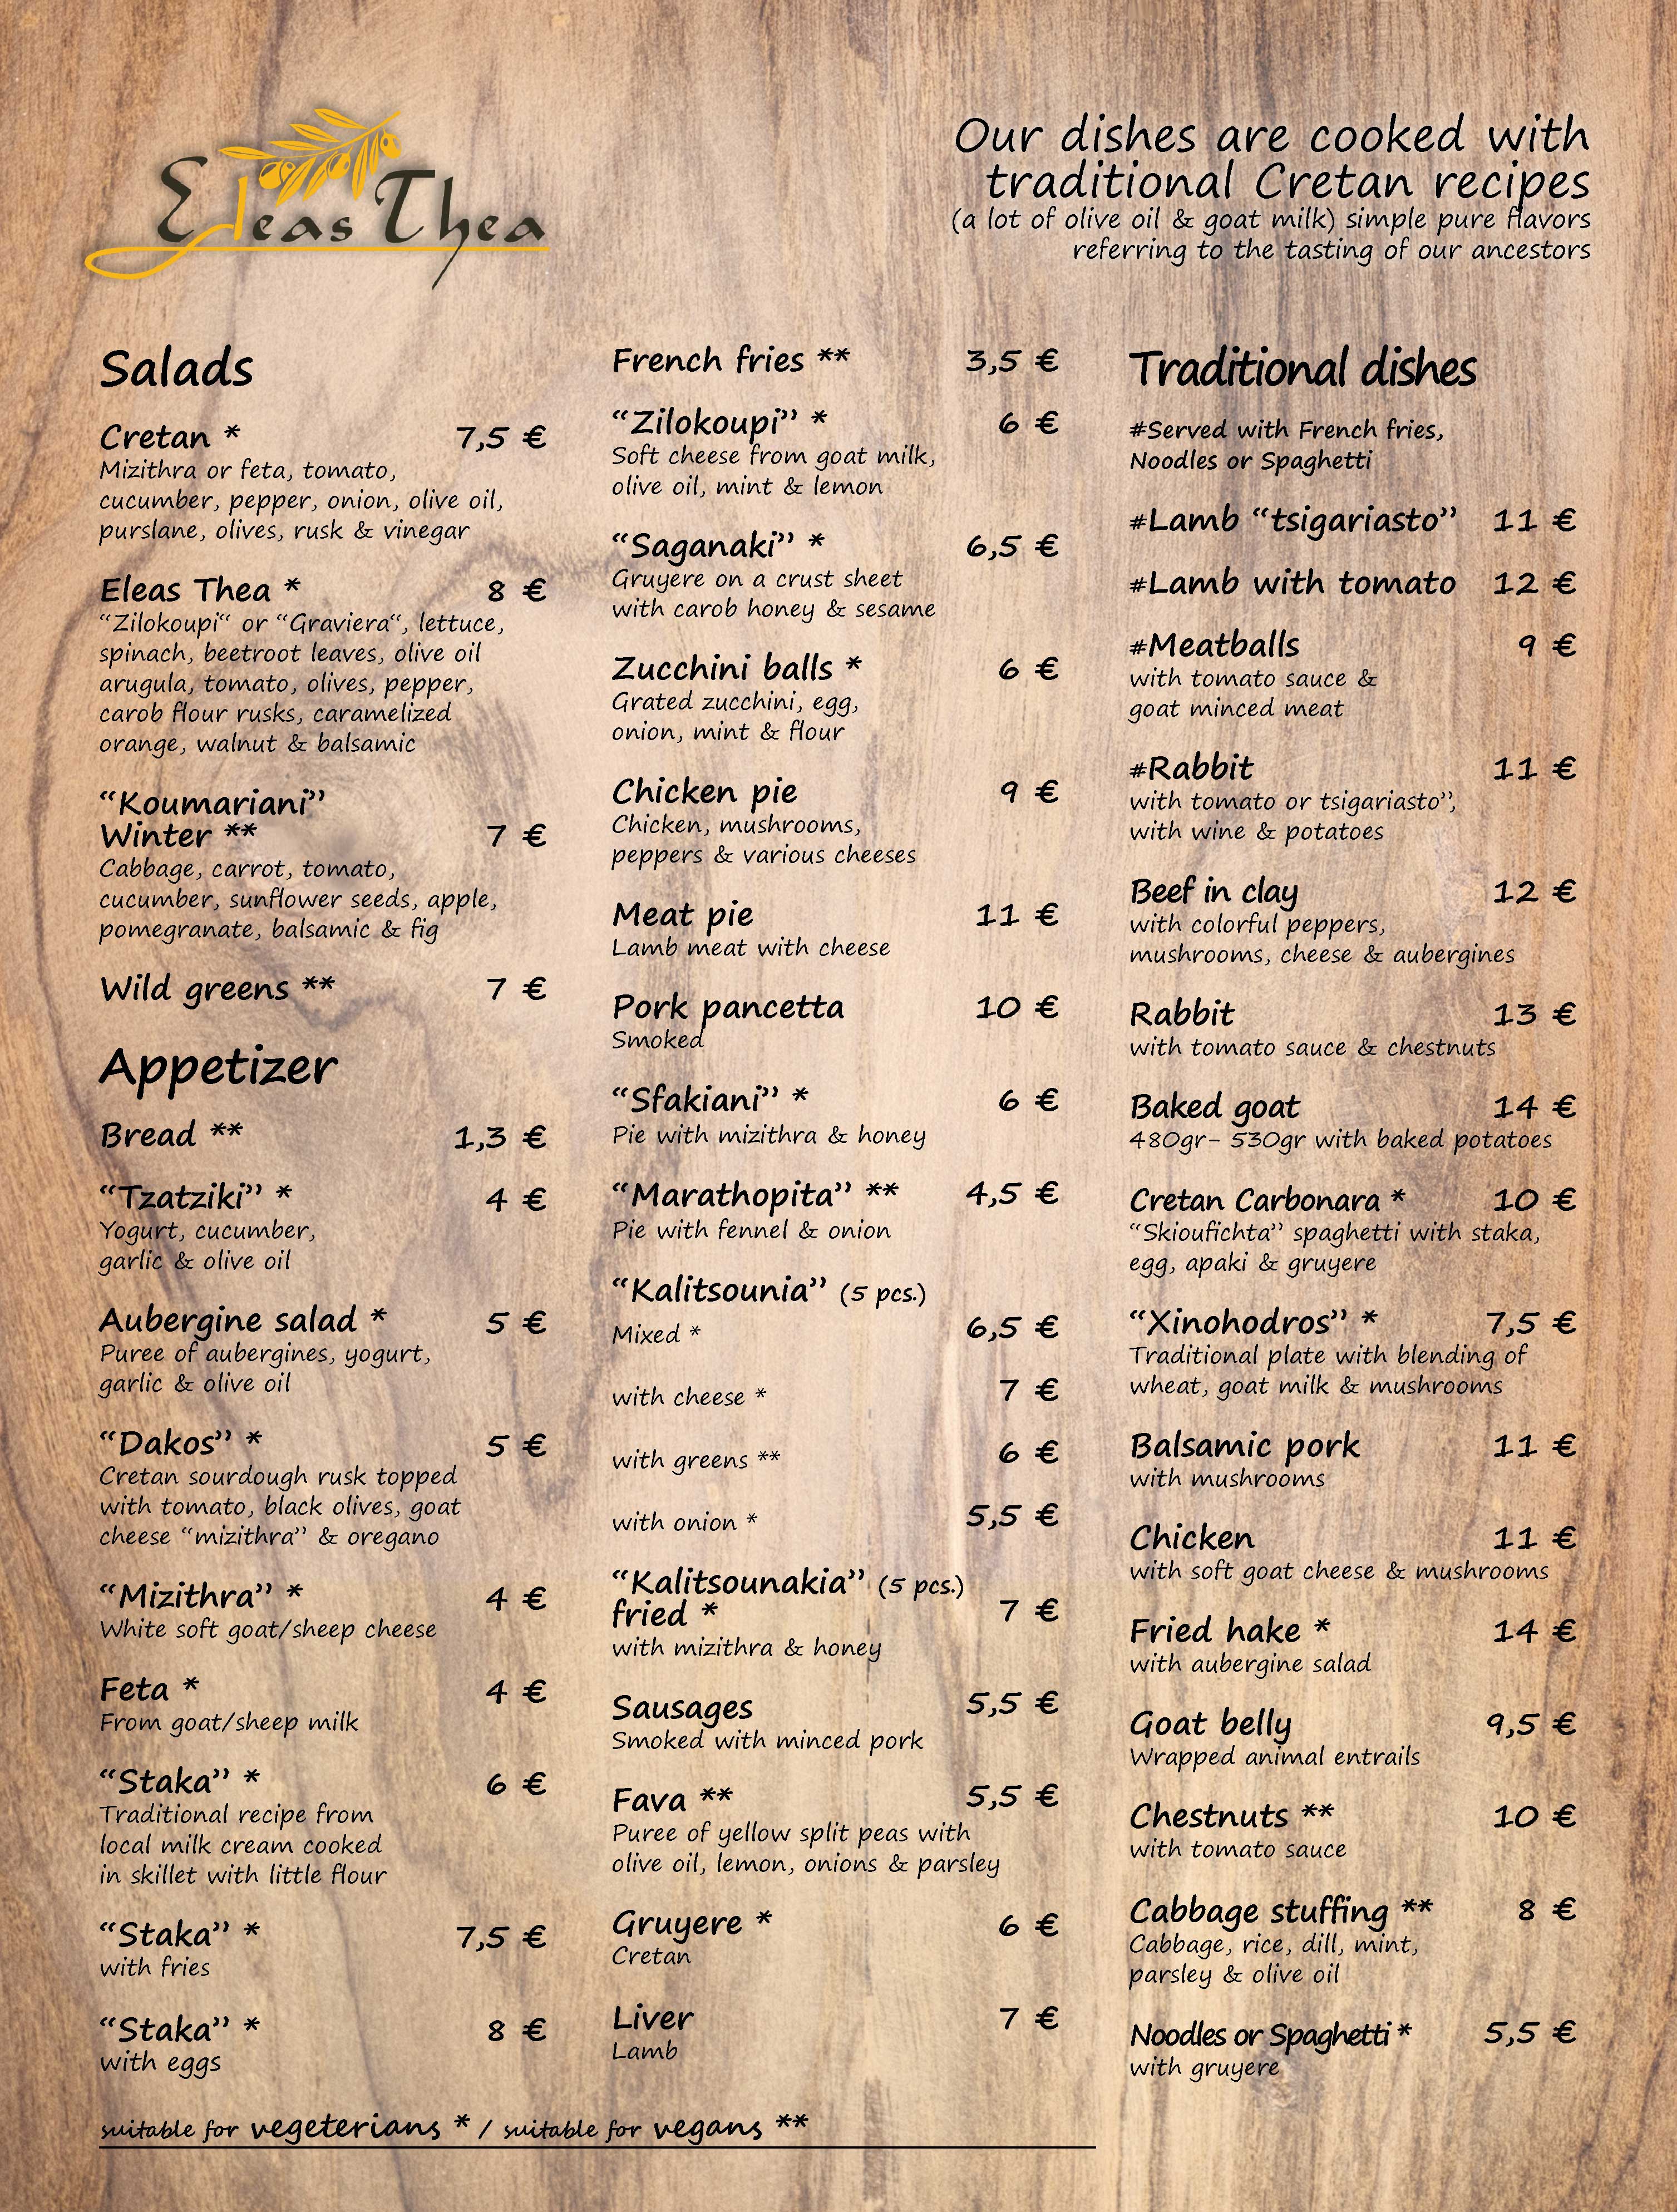 Eleas Thea
Our dishes are cooked with
traditional Cretan recipes
(a lot of olive oil & goat milk) simple pure flavors
referring to the tasting of our ancestors
Salads
Cretan * 7,5 €
Mizithra or feta, tomato,
cucumber, pepper, onion, olive oil,
purslane, olives, rusk & vinegar
Eleas Thea * 8 €
“Zilokoupi“ or “Graviera“, lettuce,
spinach, beetroot leaves, olive oil
arugula, tomato, olives, pepper,
carob flour rusks, caramelized
orange, walnut & balsamic
“Koumariani”
Winter ** 7 €
Cabbage, carrot, tomato,
cucumber, sunflower seeds, apple,
pomegranate, balsamic & fig
Wild greens ** 7 €
Appetizer
Bread ** 1,3 €
“Tzatziki” * 4 €
Yogurt, cucumber,
garlic & olive oil
Aubergine salad * 5 €
Puree of aubergines, yogurt,
garlic & olive oil
“Dakos” * 5 €
Cretan sourdough rusk topped
with tomato, black olives, goat
cheese “mizithra” & oregano
“Mizithra” * 4 €
White soft goat/sheep cheese
Feta * 4 €
From goat/sheep milk
“Staka” * 6 €
Traditional recipe from
local milk cream cooked
in skillet with little flour
“Staka” * 7,5 €
with fries
“Staka” * 8 €
with eggs
French fries ** 3,5 €
“Zilokoupi” * 6 €
Soft cheese from goat milk,
olive oil, mint & lemon
“Saganaki” * 6,5 €
Gruyere on a crust sheet
with carob honey & sesame
Zucchini balls * 6 €
Grated zucchini, egg,
onion, mint & flour
Chicken pie 9 €
Chicken, mushrooms,
peppers & various cheeses
Meat pie 11 €
Lamb meat with cheese
Pork pancetta 10 €
Smoked
“Sfakiani” * 6 €
Pie with mizithra & honey
“Marathopita” ** 4,5 €
Pie with fennel & onion
“Kalitsounia” (5 pcs.)
Mixed * 6,5 €
with cheese * 7 €
with greens ** 6 €
with onion * 5,5 €
“Kalitsounakia” (5 pcs.)
fried * 7 €
with mizithra & honey
Sausages 5,5 €
Smoked with minced pork
Fava ** 5,5 €
Puree of yellow split peas with
olive oil, lemon, onions & parsley
Gruyere * 6 €
Cretan
Liver 7 €
Lamb
Traditional dishes
#Served with French fries,
Noodles or Spaghetti
#Lamb “tsigariasto” 11 €
#Lamb with tomato 12 €
#Meatballs 9 €
with tomato sauce &
goat minced meat
#Rabbit 11 €
with tomato or tsigariasto”,
with wine & potatoes
Beef in clay 12 €
with colorful peppers,
mushrooms, cheese & aubergines
Rabbit 13 €
with tomato sauce & chestnuts
Baked goat 14 €
480gr- 530gr with baked potatoes
Cretan Carbonara * 10 €
“Skioufichta” spaghetti with staka,
egg, apaki & gruyere
“Xinohodros” * 7,5 €
Traditional plate with blending of
wheat, goat milk & mushrooms
Balsamic pork 11 €
with mushrooms
Chicken 11 €
with soft goat cheese & mushrooms
Fried hake * 14 €
with aubergine salad
Goat belly 9,5 €
Wrapped animal entrails
Chestnuts ** 10 €
with tomato sauce
Cabbage stuffing ** 8 €
Cabbage, rice, dill, mint,
parsley & olive oil
Noodles or Spaghetti * 5,5 €
with gruyere
suitable for vegeterians * / suitable for vegans **